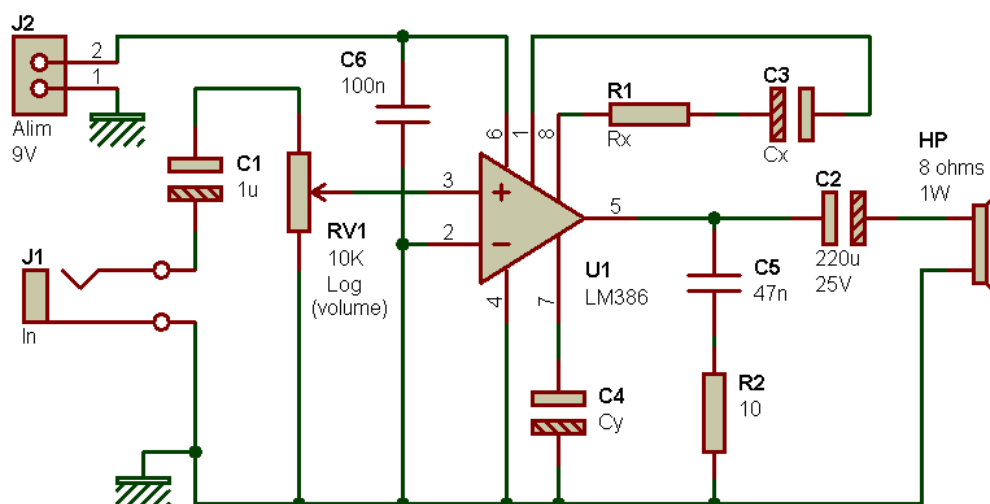 J2
2
1
Alim
9V
C6
100n
C1
1u
J1
In
RV1
10K
Log
(volume)
6
1
8
3
2
4
7
5
+
−
U1
LM386
R1
Rx
C3
Cx
C4
Cy
C2
220u
25V
C5
47n
R2
10
HP
8 ohms
1W